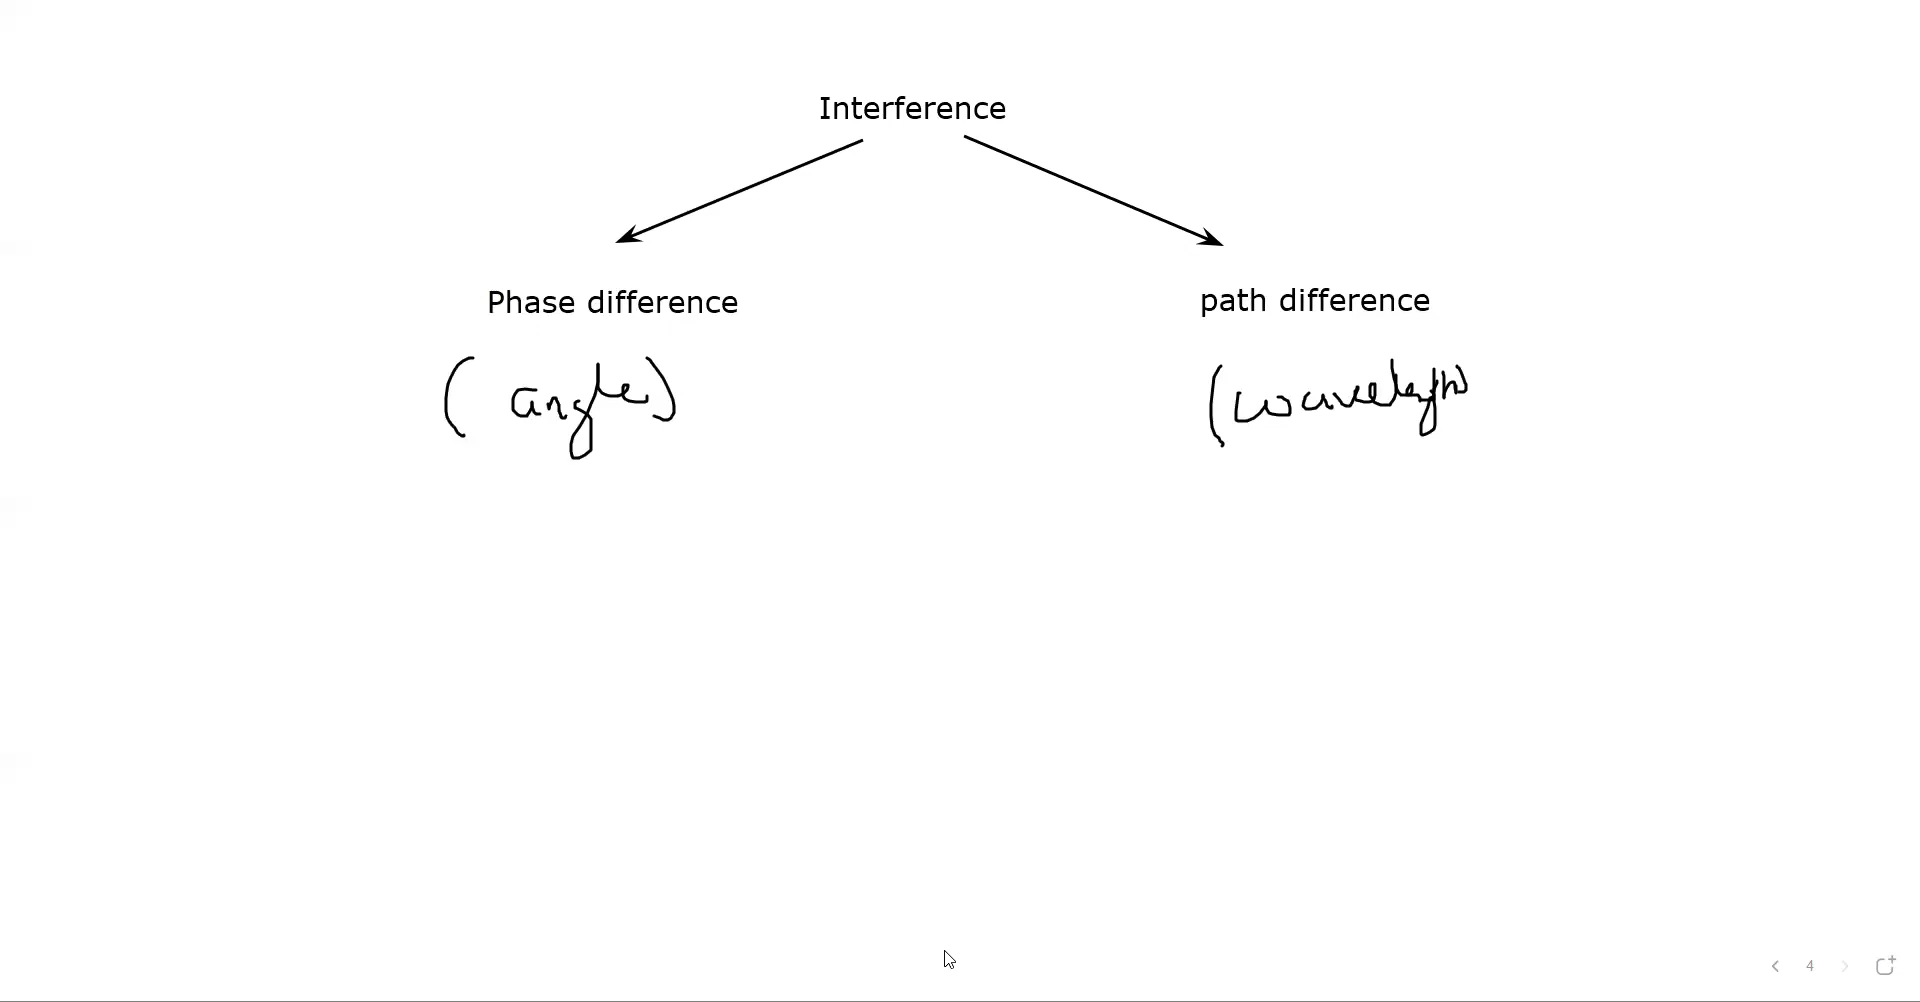 Interference
Phase difference
path difference
(angle)
(wavelength)
4